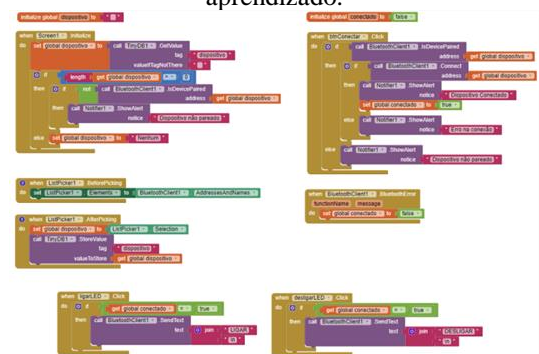 aprendizado.
initialize global dispositivo to " "
when Screen1 .Initialize
do set global dispositivo to call TinyDB1 .GetValue
tag " dispositivo "
valueIfTagNotThere " "
if length get global dispositivo 0
then if not call BluetoothClient1 .IsDevicePaired
address get global dispositivo
then call Notifier1 .ShowAlert
notice " Dispositivo não pareado "
else set global dispositivo to " Nenhum "
when ListPicker1 .BeforePicking
do set ListPicker1 . Elements to BluetoothClient1 . AddressesAndNames
when ListPicker1 .AfterPicking
do set global dispositivo to ListPicker1 . Selection
call TinyDB1 .StoreValue
tag " dispositivo "
valueToStore get global dispositivo
initialize global conectado to false
when btnConectar .Click
do if call BluetoothClient1 .IsDevicePaired
address get global dispositivo
then if call BluetoothClient1 .Connect
address get global dispositivo
then call Notifier1 .ShowAlert
notice " Dispositivo Conectado "
set global conectado to true
else call Notifier1 .ShowAlert
notice " Erro na conexão "
else call Notifier1 .ShowAlert
notice " Dispositivo não pareado "
when BluetoothClient1 .BluetoothError
functionName message
do set global conectado to false
when ligarLED .Click
do if get global conectado = true
then call BluetoothClient1 .SendText
text join " LIGAR "
" \n "
when desligarLED .Click
do if get global conectado = true
then call BluetoothClient1 .SendText
text join " DESLIGAR "
" \n "